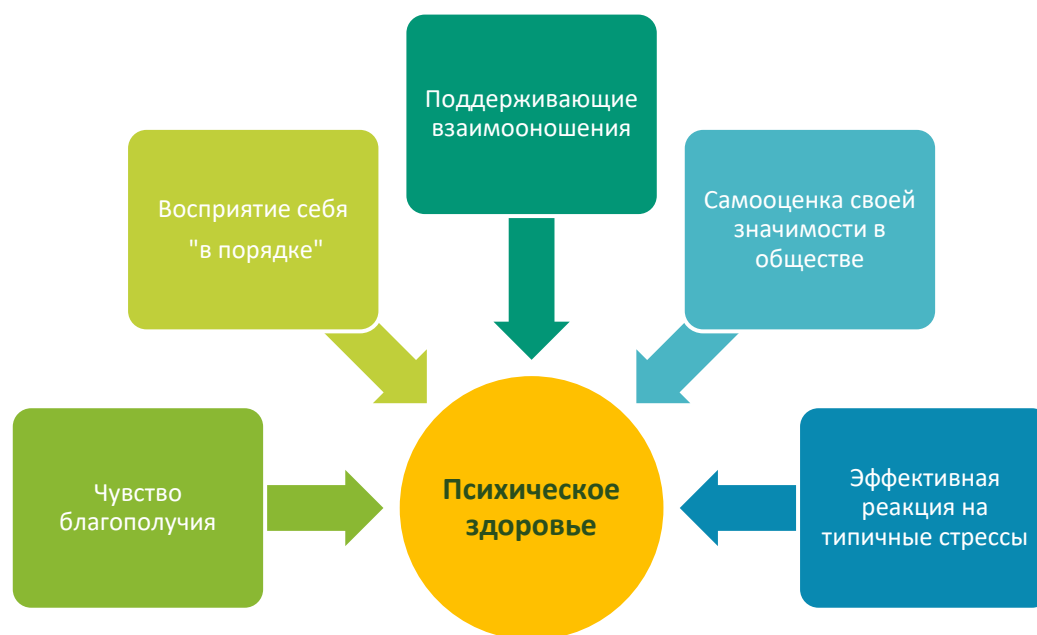 Поддерживающие
взаимооношения
Восприятие себя
"в порядке"
Самооценка своей
значимости в
обществе
Чувство
благополучия
Психическое
здоровье
Эффективная
реакция на
типичные стрессы